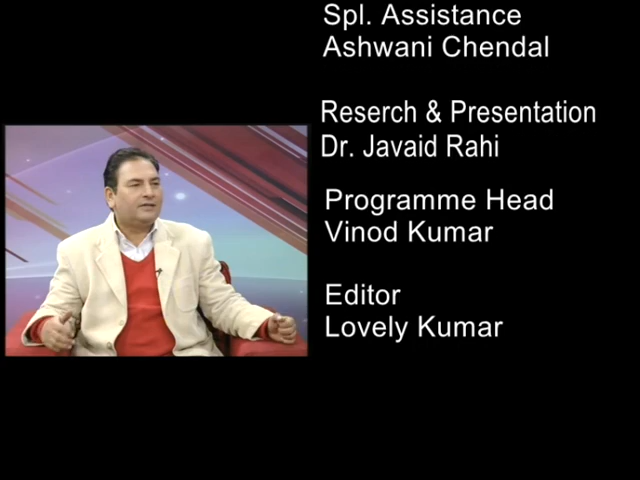 Spl. Assistance
Ashwani Chendal
Reserch & Presentation
Dr. Javaid Rahi
Programme Head
Vinod Kumar
Editor
Lovely Kumar